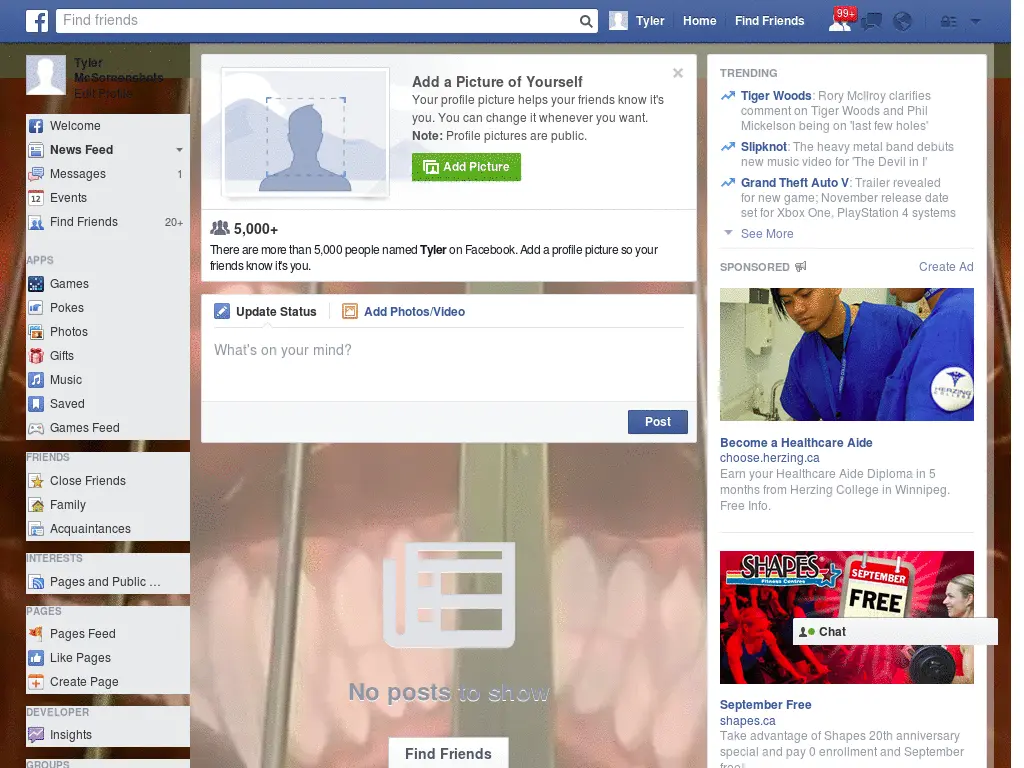 Find friends
Tyler
Home
Find Friends
99+
Tyler
McScreenshots
Edit Profile
Welcome
News Feed
Messages
1
12
Events
Find Friends
20+
APPS
Games
Pokes
Photos
Gifts
Music
Saved
Games Feed
FRIENDS
Close Friends
Family
Acquaintances
INTERESTS
Pages and Public ...
PAGES
Pages Feed
Like Pages
Create Page
DEVELOPER
Insights
GROUPS
Add a Picture of Yourself
Your profile picture helps your friends know it's
you. You can change it whenever you want.
Note: Profile pictures are public.
Add Picture
5,000+
There are more than 5,000 people named Tyler on Facebook. Add a profile picture so your
friends know it's you.
Update Status
Add Photos/Video
What's on your mind?
Post
No posts to show
Find Friends
TRENDING
Tiger Woods: Rory McIlroy clarifies
comment on Tiger Woods and Phil
Mickelson being on 'last few holes'
Slipknot: The heavy metal band debuts
new music video for 'The Devil in I'
Grand Theft Auto V: Trailer revealed
for new game; November release date
set for Xbox One, PlayStation 4 systems
See More
SPONSORED
Create Ad
HERZING
COLLEGE
Become a Healthcare Aide
choose.herzing.ca
Earn your Healthcare Aide Diploma in 5
months from Herzing College in Winnipeg.
Free Info.
SHAPES
Fitness Centres
SEPTEMBER
FREE
Chat
September Free
shapes.ca
Take advantage of Shapes 20th anniversary
special and pay 0 enrollment and September
free!